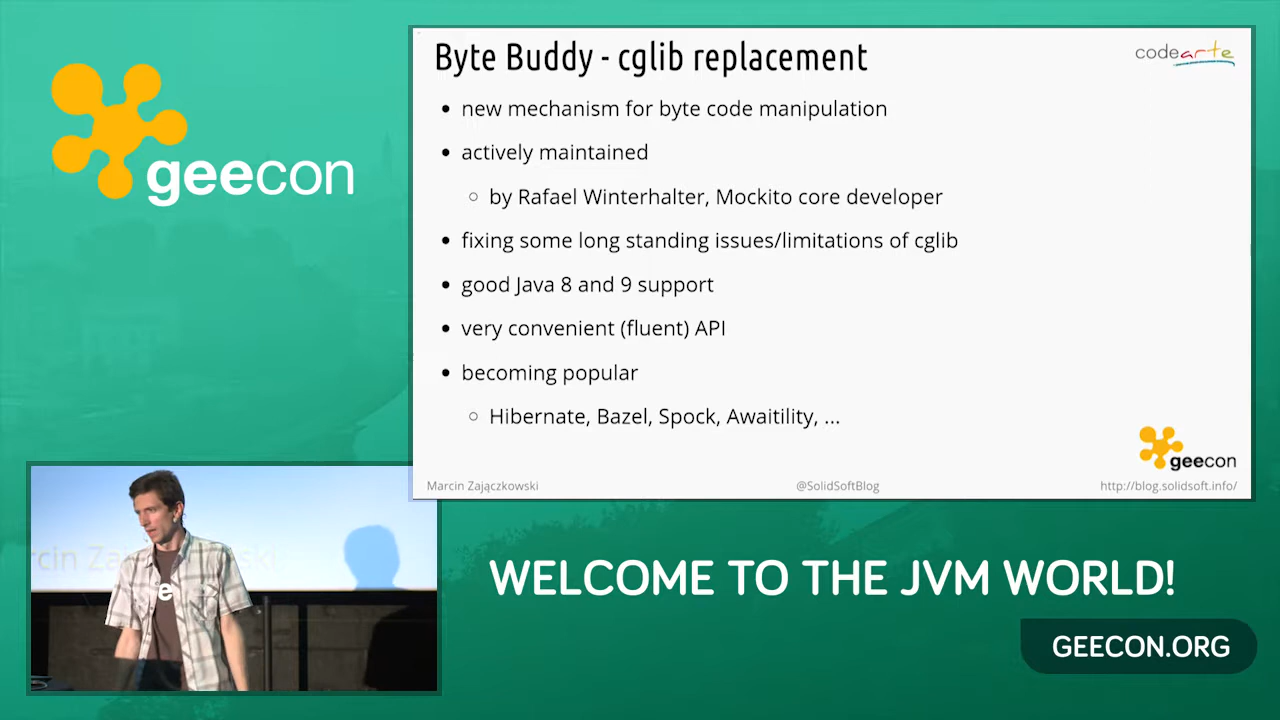 geecon
Byte Buddy - cglib replacement
codearte
• new mechanism for byte code manipulation
• actively maintained
○ by Rafael Winterhalter, Mockito core developer
• fixing some long standing issues/limitations of cglib
• good Java 8 and 9 support
• very convenient (fluent) API
• becoming popular
○ Hibernate, Bazel, Spock, Awaitility, ...
geecon
Marcin Zajączkowski
@SolidSoftBlog
http://blog.solidsoft.info/
WELCOME TO THE JVM WORLD!
GEECON.ORG